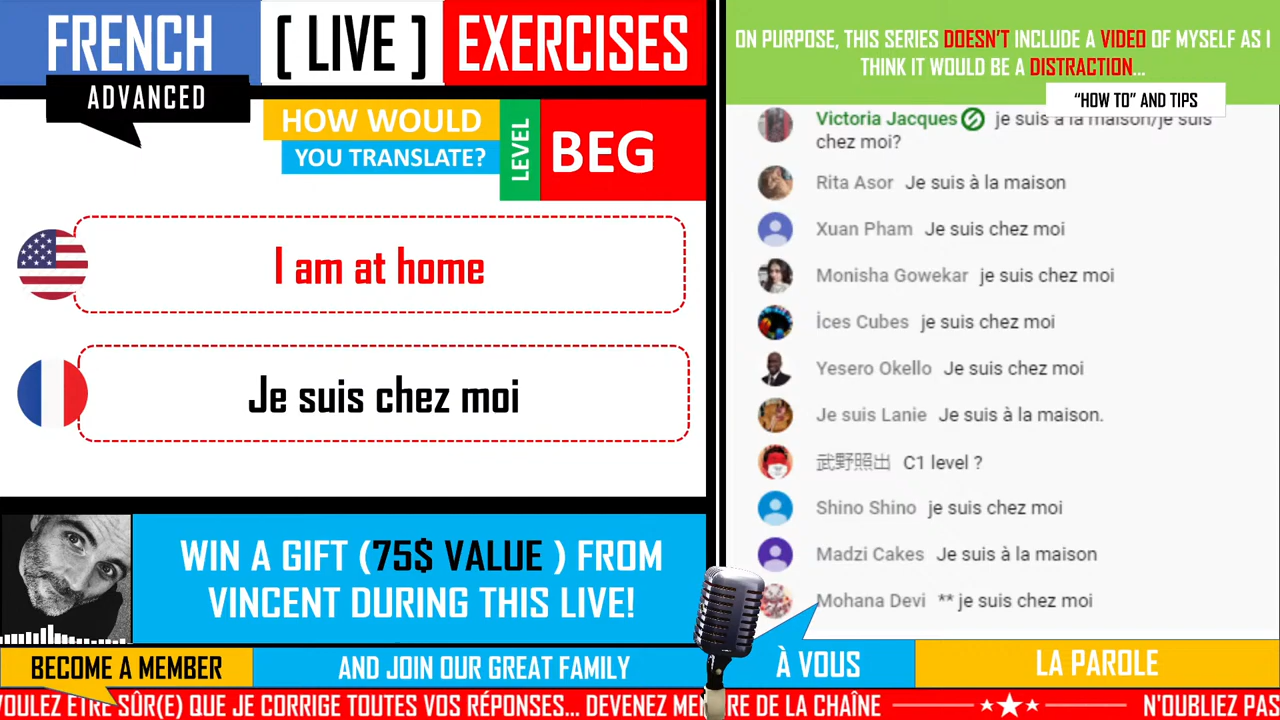 FRENCH [ LIVE ] EXERCISES
ADVANCED
HOW WOULD
YOU TRANSLATE?
LEVEL
BEG
I am at home
Je suis chez moi
WIN A GIFT (75$ VALUE ) FROM
VINCENT DURING THIS LIVE!
BECOME A MEMBER
AND JOIN OUR GREAT FAMILY
ON PURPOSE, THIS SERIES DOESN'T INCLUDE A VIDEO OF MYSELF AS I
THINK IT WOULD BE A DISTRACTION...
“HOW TO” AND TIPS
Victoria Jacques je suis à la maison/je suis
chez moi?
Rita Asor Je suis à la maison
Xuan Pham Je suis chez moi
Monisha Gowekar je suis chez moi
İces Cubes je suis chez moi
Yesero Okello Je suis chez moi
Je suis Lanie Je suis à la maison.
武野照出 C1 level ?
Shino Shino je suis chez moi
Madzi Cakes Je suis à la maison
Mohana Devi ** je suis chez moi
À VOUS
LA PAROLE
VOULEZ ETRE SÛR(E) QUE JE CORRIGE TOUTES VOS RÉPONSES... DEVENEZ MEMBRE DE LA CHAÎNE N'OUBLIEZ PAS